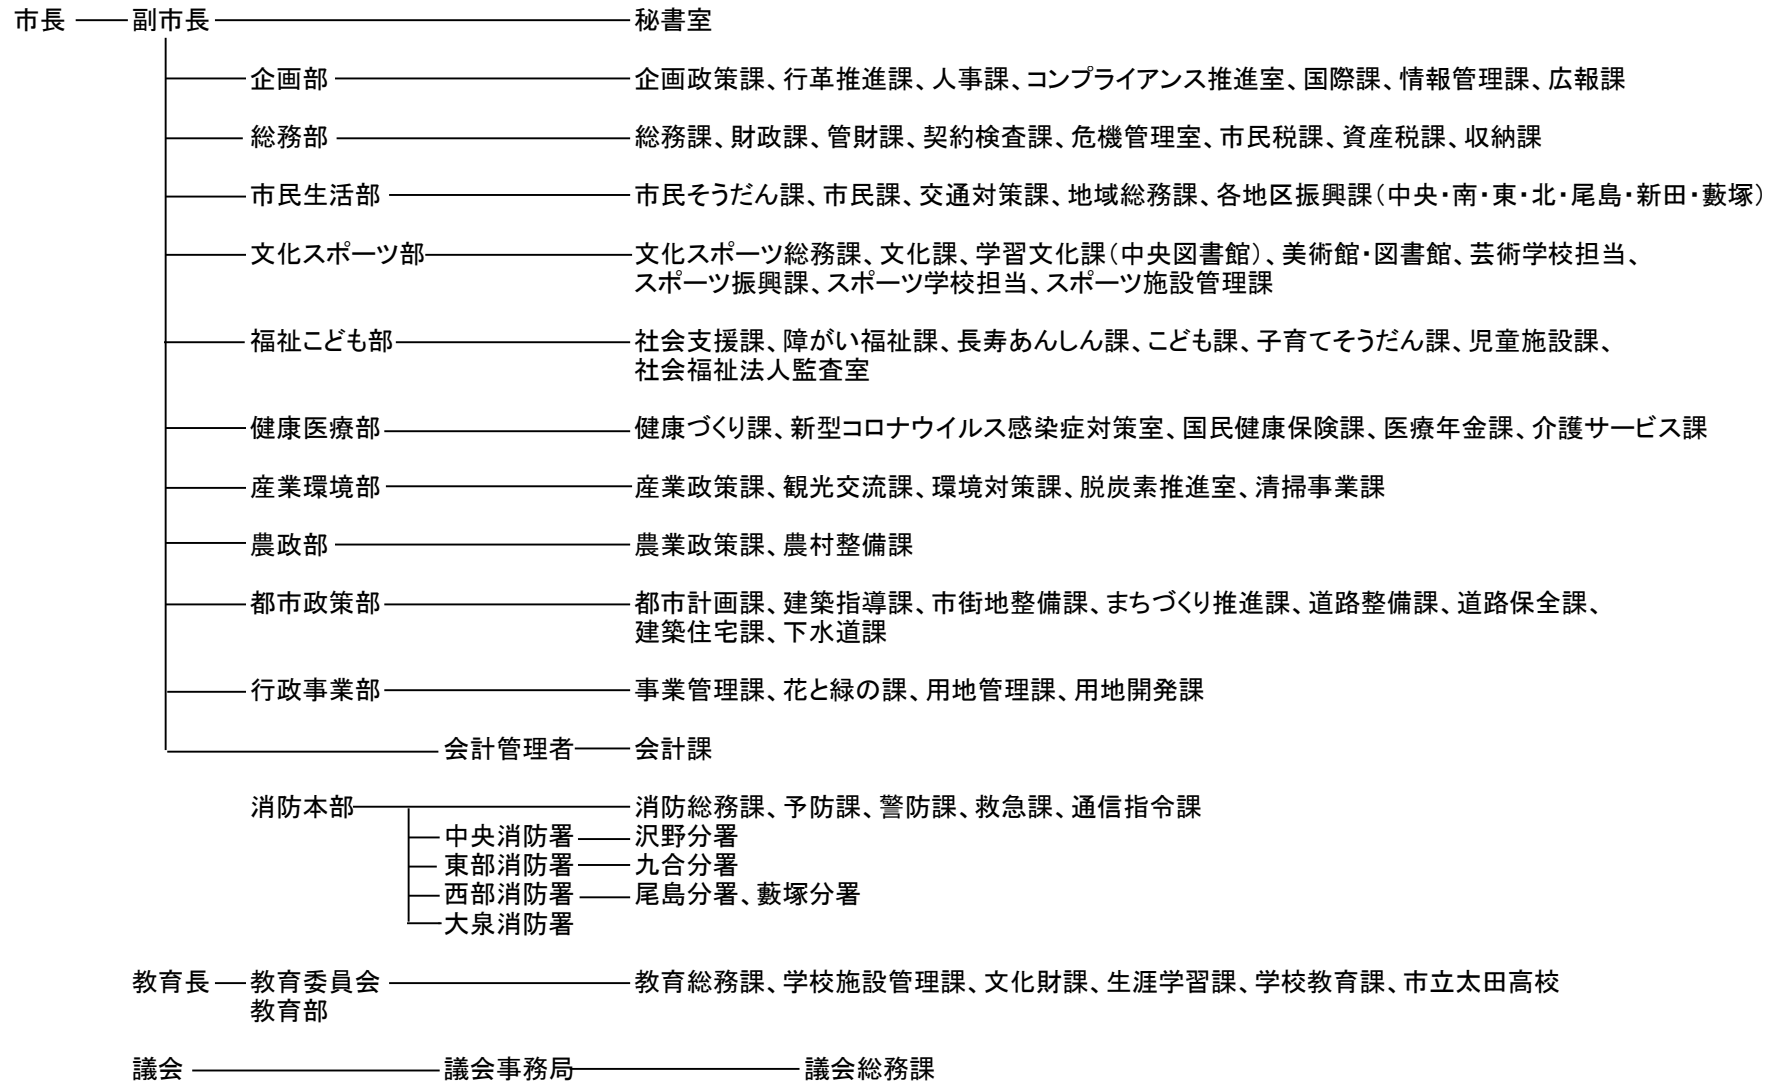 市長 副市長 秘書室
企画部 企画政策課、行革推進課、人事課、コンプライアンス推進室、国際課、情報管理課、広報課
総務部 総務課、財政課、管財課、契約検査課、危機管理室、市民税課、資産税課、収納課
市民生活部 市民そうだん課、市民課、交通対策課、地域総務課、各地区振興課(中央・南・東・北・尾島・新田・藪塚)
文化スポーツ部 文化スポーツ総務課、文化課、学習文化課(中央図書館)、美術館・図書館、芸術学校担当、
スポーツ振興課、スポーツ学校担当、スポーツ施設管理課
福祉こども部 社会支援課、障がい福祉課、長寿あんしん課、こども課、子育てそうだん課、児童施設課、
社会福祉法人監査室
健康医療部 健康づくり課、新型コロナウイルス感染症対策室、国民健康保険課、医療年金課、介護サービス課
産業環境部 産業政策課、観光交流課、環境対策課、脱炭素推進室、清掃事業課
農政部 農業政策課、農村整備課
都市政策部 都市計画課、建築指導課、市街地整備課、まちづくり推進課、道路整備課、道路保全課、
建築住宅課、下水道課
行政事業部 事業管理課、花と緑の課、用地管理課、用地開発課
会計管理者 会計課
消防本部 消防総務課、予防課、警防課、救急課、通信指令課
中央消防署 沢野分署
東部消防署 九合分署
西部消防署 尾島分署、藪塚分署
大泉消防署
教育長 教育委員会 教育総務課、学校施設管理課、文化財課、生涯学習課、学校教育課、市立太田高校
教育部
議会 議会事務局 議会総務課